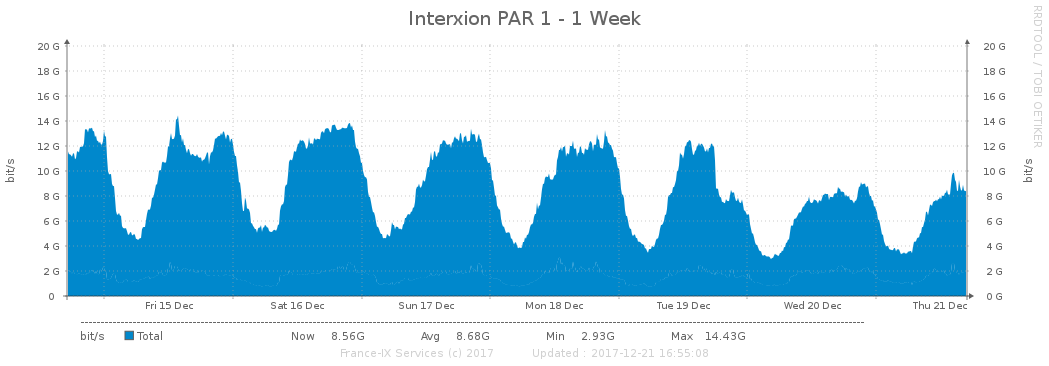 Interxion PAR 1 - 1 Week
RRDTOOL / TOBI OETIKER
bit/s
bit/s
20 G 20 G
18 G 18 G
16 G 16 G
14 G 14 G
12 G 12 G
10 G 10 G
8 G 8 G
6 G 6 G
4 G 4 G
2 G 2 G
0 0 G
Fri 15 Dec Sat 16 Dec Sun 17 Dec Mon 18 Dec Tue 19 Dec Wed 20 Dec Thu 21 Dec
bit/s Total Now 8.56G Avg 8.68G Min 2.93G Max 14.43G
France-IX Services (c) 2017 Updated : 2017-12-21 16:55:08